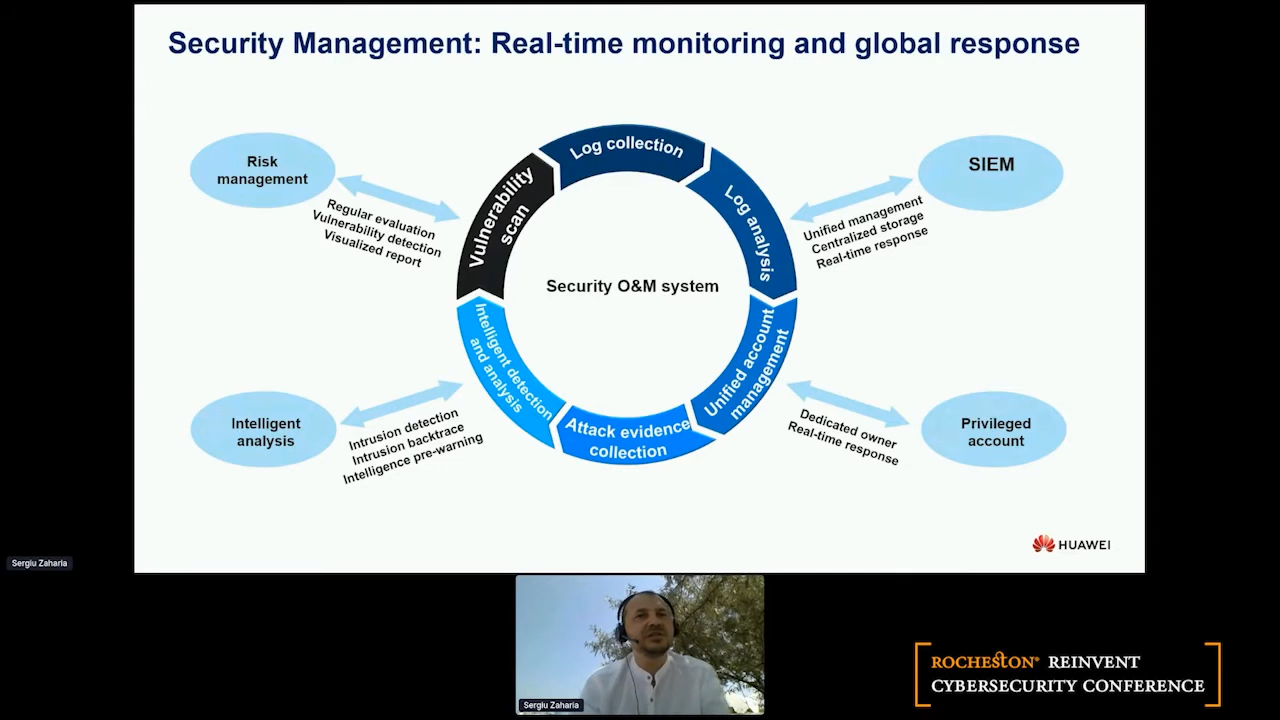 Security Management: Real-time monitoring and global response
Risk
management
Regular evaluation
Vulnerability detection
Visualized report
SIEM
Unified management
Centralized storage
Real-time response
Log collection
Log analysis
Unified account
management
Attack evidence
collection
Intelligent detection
and analysis
Vulnerability
scan
Security O&M system
Intelligent
analysis
Intrusion detection
Intrusion backtrace
Intelligence pre-warning
Privileged
account
Dedicated owner
Real-time response
HUAWEI
Sergiu Zaharia
Sergiu Zaharia
ROCHESTON® REINVENT
CYBERSECURITY CONFERENCE